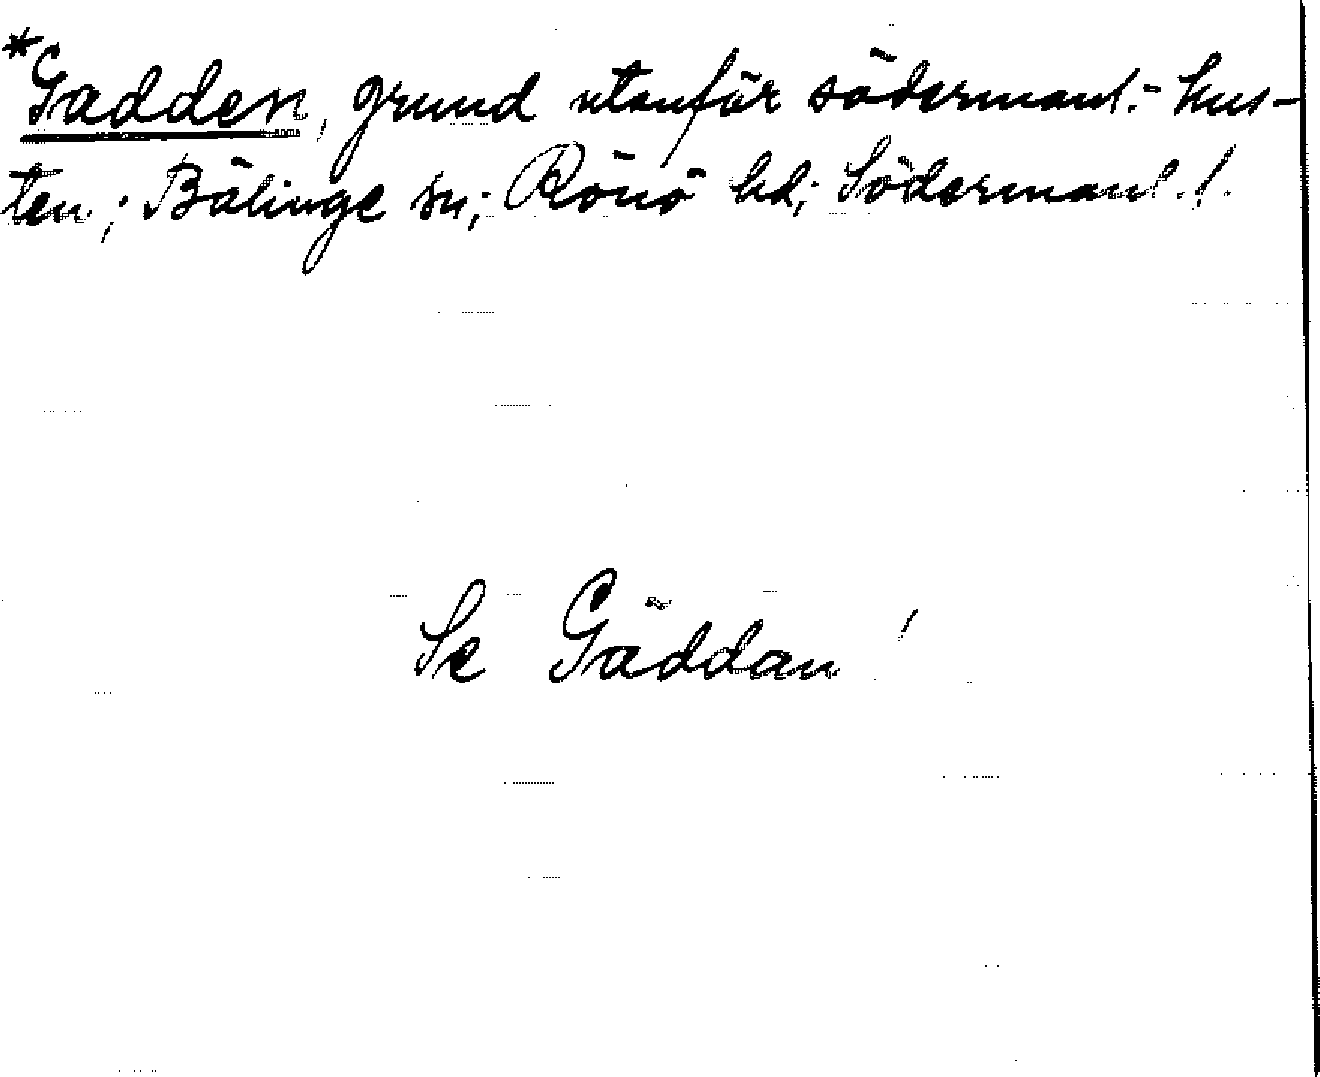 *Gadden, grund utanför södermanl.-kus-
ten; Bälinge sn; Rönö hd; Södermanl.!
Se Gäddan!